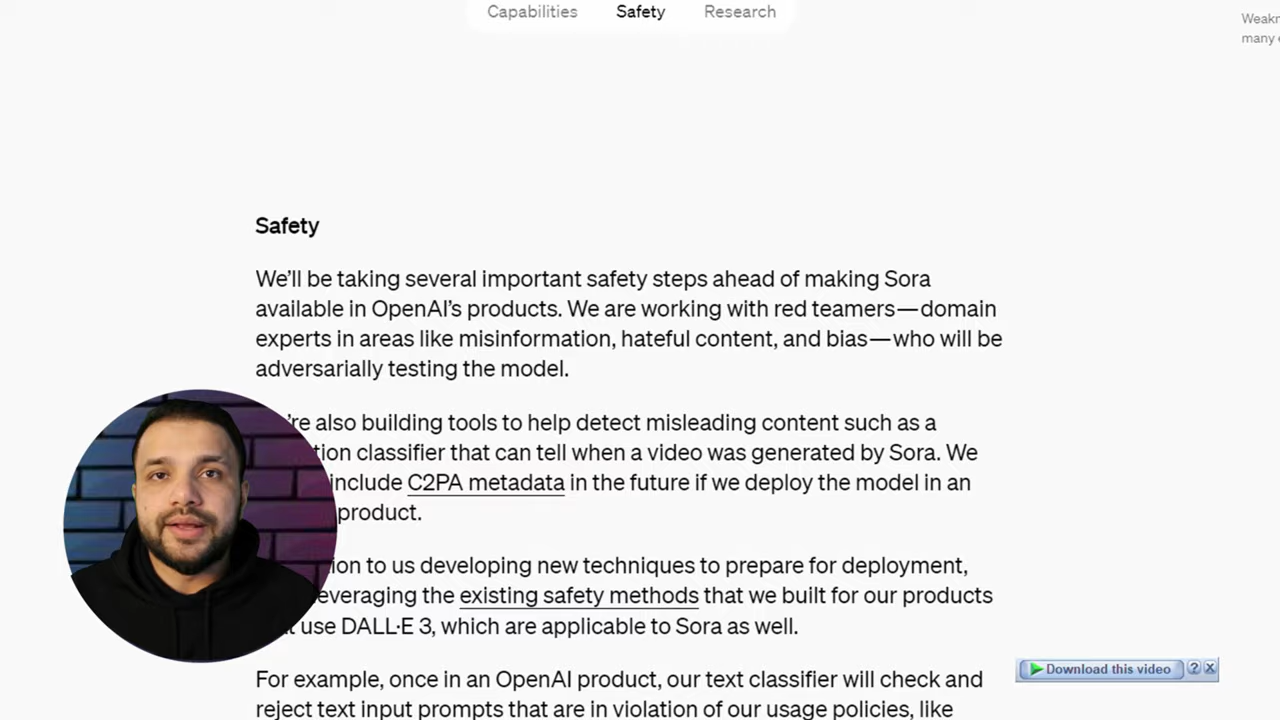 Capabilities Safety Research
many
Safety
We'll be taking several important safety steps ahead of making Sora
available in OpenAI's products. We are working with red teamers—domain
experts in areas like misinformation, hateful content, and bias—who will be
adversarially testing the model.
're also building tools to help detect misleading content such as a
tion classifier that can tell when a video was generated by Sora. We
include C2PA metadata in the future if we deploy the model in an
product.
ion to us developing new techniques to prepare for deployment,
everaging the existing safety methods that we built for our products
use DALL·E 3, which are applicable to Sora as well.
Download this video ? X
For example, once in an OpenAI product, our text classifier will check and
reject text input prompts that are in violation of our usage policies, like